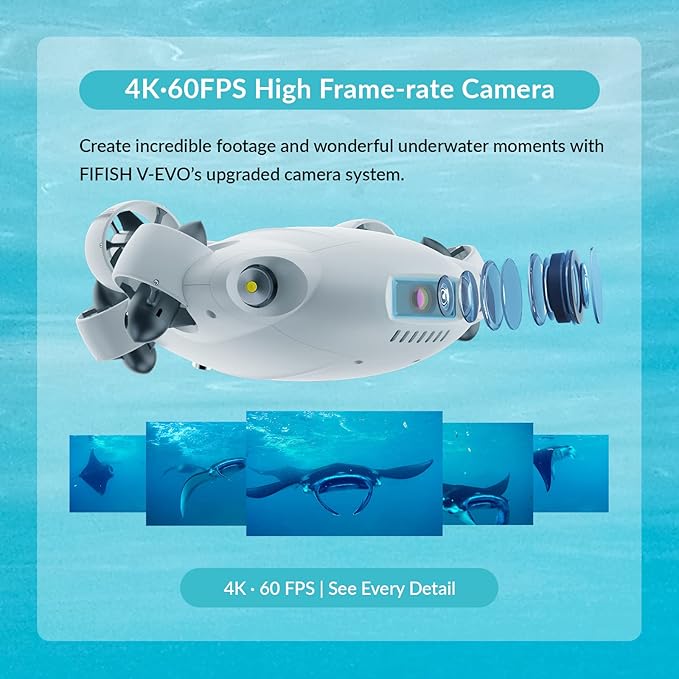 4K·60FPS High Frame-rate Camera
Create incredible footage and wonderful underwater moments with
FIFISH V-EVO’s upgraded camera system.
4K · 60 FPS | See Every Detail